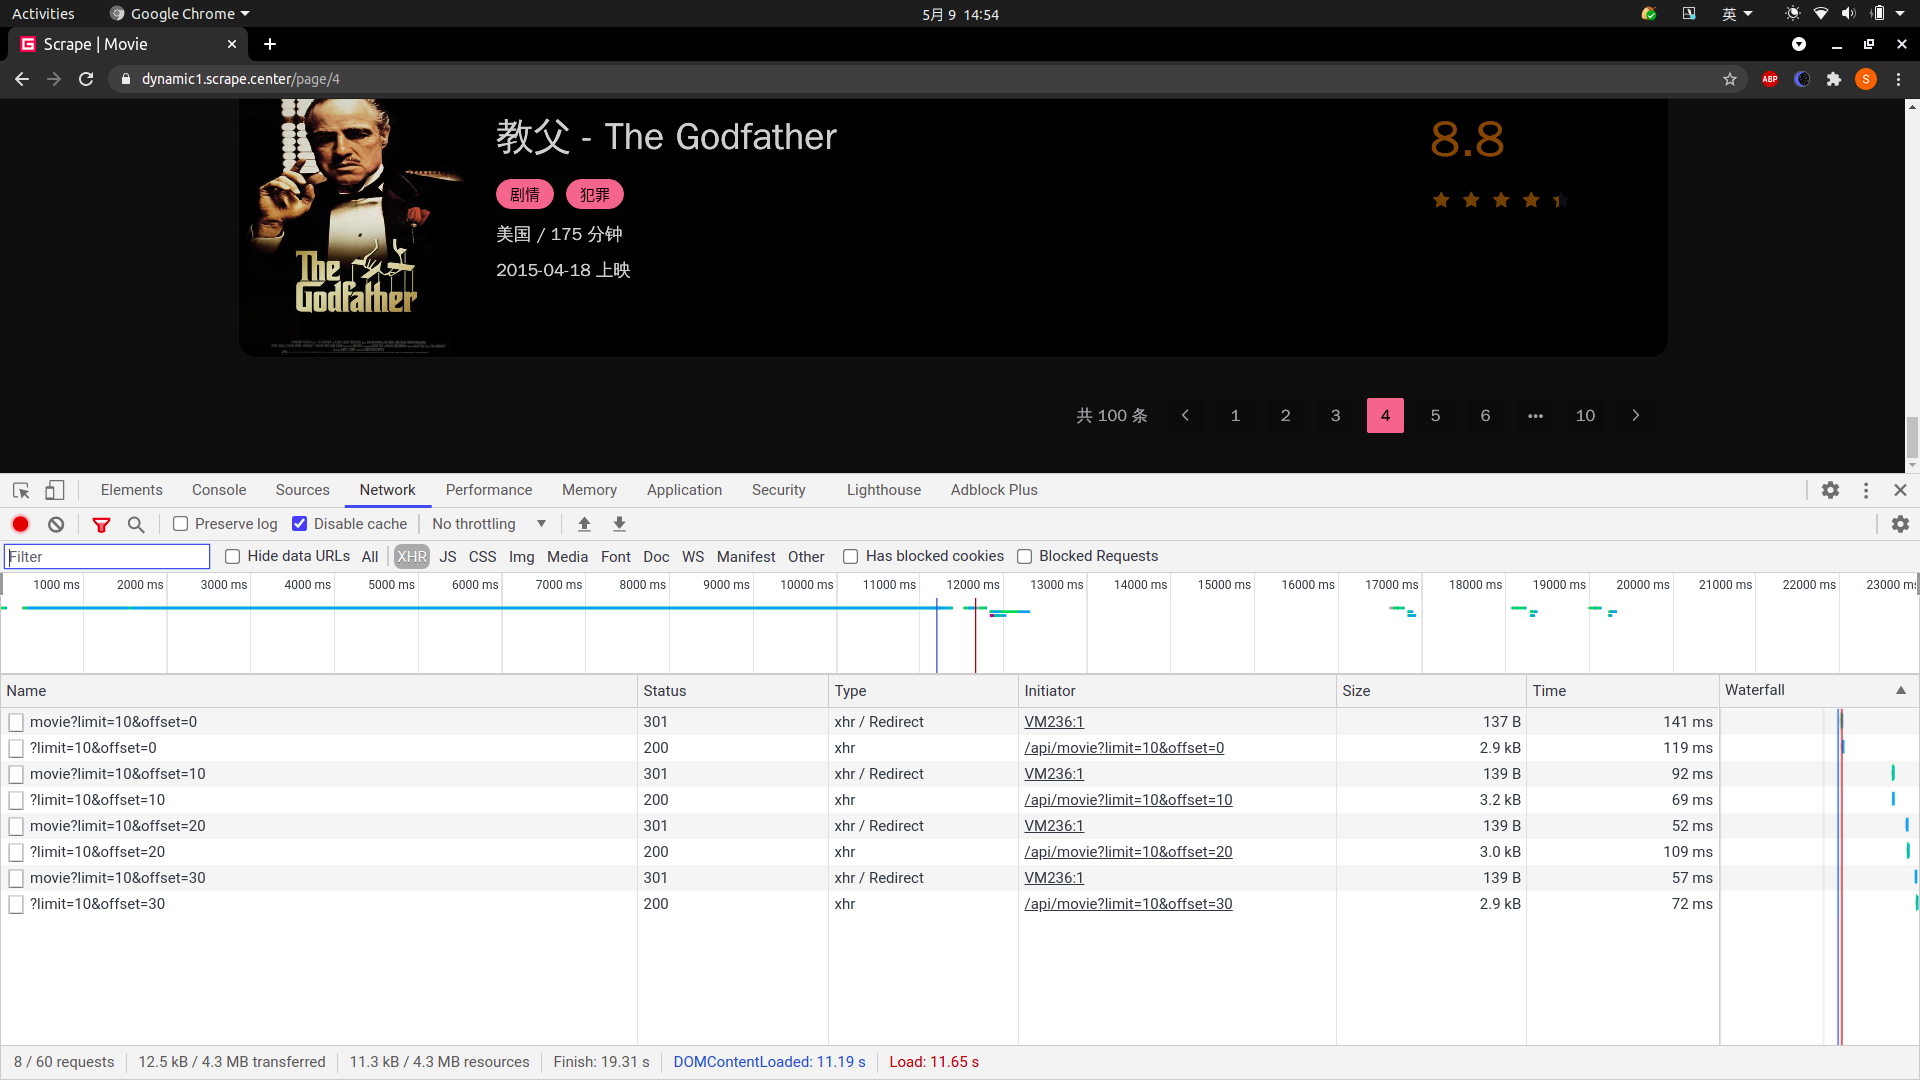 Activities Google Chrome 5月 9 14:54 英
Scrape | Movie
dynamic1.scrape.center/page/4 ABP S
教父 - The Godfather 8.8
剧情 犯罪
美国 / 175 分钟
2015-04-18 上映
The
Godfather
共 100 条 1 2 3 4 5 6 ••• 10
Elements Console Sources Network Performance Memory Application Security Lighthouse Adblock Plus
Preserve log Disable cache No throttling
Filter Hide data URLs All XHR JS CSS Img Media Font Doc WS Manifest Other Has blocked cookies Blocked Requests
1000 ms 2000 ms 3000 ms 4000 ms 5000 ms 6000 ms 7000 ms 8000 ms 9000 ms 10000 ms 11000 ms 12000 ms 13000 ms 14000 ms 15000 ms 16000 ms 17000 ms 18000 ms 19000 ms 20000 ms 21000 ms 22000 ms 23000
Name Status Type Initiator Size Time Waterfall
movie?limit=10&offset=0 301 xhr / Redirect VM236:1 137 B 141 ms
?limit=10&offset=0 200 xhr /api/movie?limit=10&offset=0 2.9 kB 119 ms
movie?limit=10&offset=10 301 xhr / Redirect VM236:1 139 B 92 ms
?limit=10&offset=10 200 xhr /api/movie?limit=10&offset=10 3.2 kB 69 ms
movie?limit=10&offset=20 301 xhr / Redirect VM236:1 139 B 52 ms
?limit=10&offset=20 200 xhr /api/movie?limit=10&offset=20 3.0 kB 109 ms
movie?limit=10&offset=30 301 xhr / Redirect VM236:1 139 B 57 ms
?limit=10&offset=30 200 xhr /api/movie?limit=10&offset=30 2.9 kB 72 ms
8 / 60 requests 12.5 kB / 4.3 MB transferred 11.3 kB / 4.3 MB resources Finish: 19.31 s DOMContentLoaded: 11.19 s Load: 11.65 s